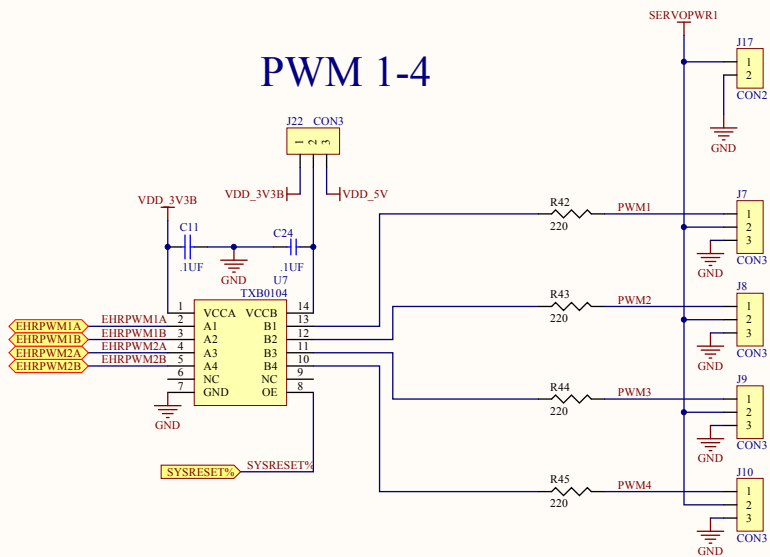 SERVOPWR1
PWM 1-4
J17
1
2
CON2
GND
J22 CON3
1 2 3
VDD_3V3B
VDD_3V3B
VDD_5V
C11
.1UF
GND
C24
.1UF
U7
TXB0104
R42
220
PWM1
J7
1
2
3
CON3
GND
1 VCCA VCCB 14
EHRPWM1A EHRPWM1A 2 A1 B1 13
EHRPWM1B EHRPWM1B 3 A2 B2 12
EHRPWM2A EHRPWM2A 4 A3 B3 11
EHRPWM2B EHRPWM2B 5 A4 B4 10
6 NC NC 9
7 GND OE 8
GND
R43
220
PWM2
J8
1
2
3
CON3
GND
R44
220
PWM3
J9
1
2
3
CON3
GND
SYSRESET% SYSRESET%
R45
220
PWM4
J10
1
2
3
CON3
GND